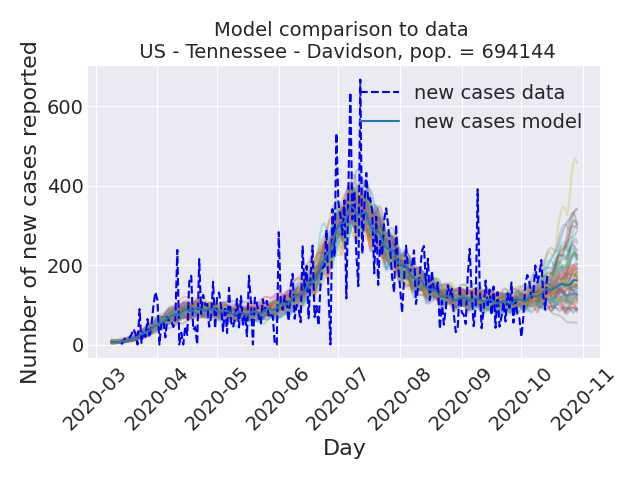 Model comparison to data
US - Tennessee - Davidson, pop. = 694144
Number of new cases reported
600
400
200
0
new cases data
new cases model
2020-03
2020-04
2020-05
2020-06
2020-07
2020-08
2020-09
2020-10
2020-11
Day